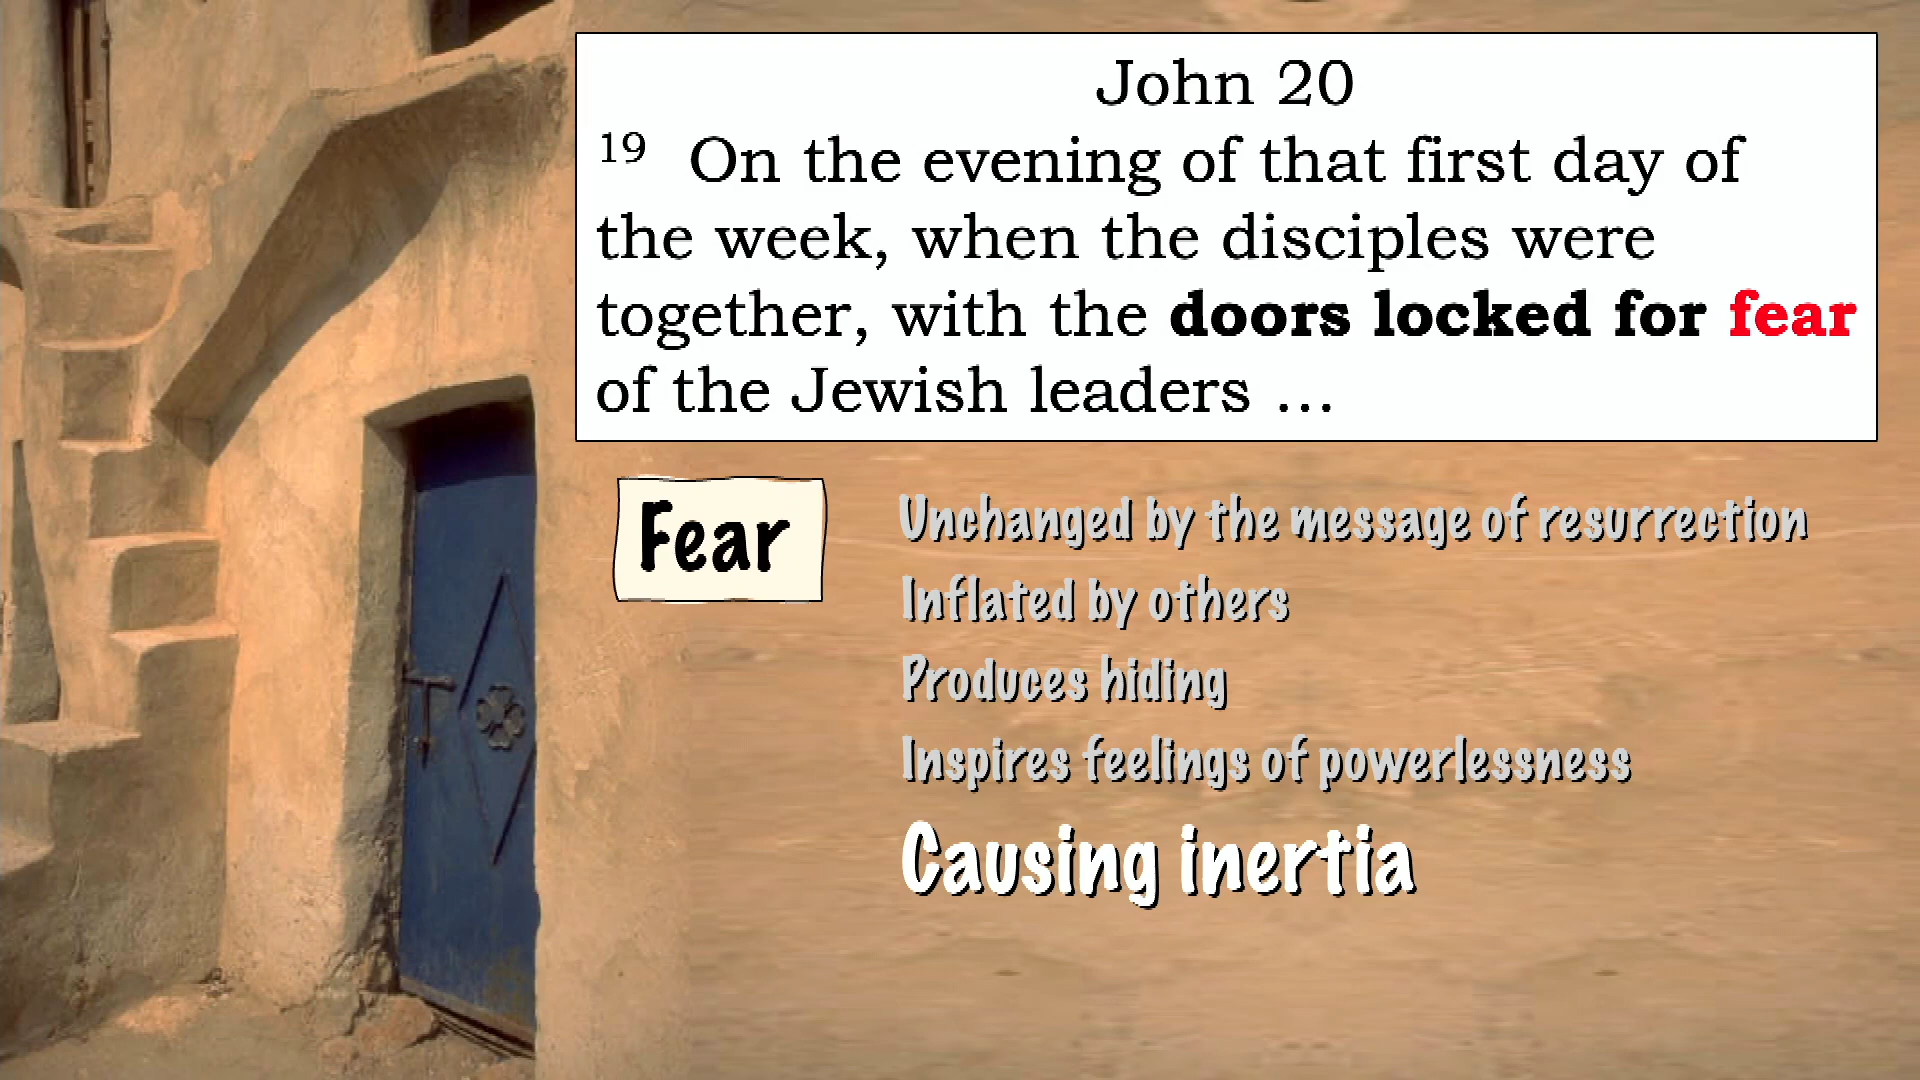 John 20
19 On the evening of that first day of
the week, when the disciples were
together, with the doors locked for fear
of the Jewish leaders ...
Fear
Unchanged by the message of resurrection
Inflated by others
Produces hiding
Inspires feelings of powerlessness
Causing inertia